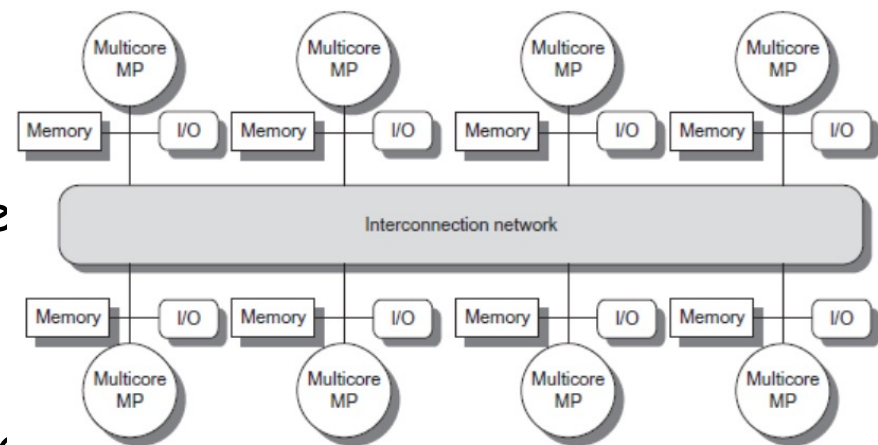 Multicore MP Multicore MP Multicore MP Multicore MP
Memory I/O Memory I/O Memory I/O Memory I/O
Interconnection network
Memory I/O Memory I/O Memory I/O Memory I/O
Multicore MP Multicore MP Multicore MP Multicore MP